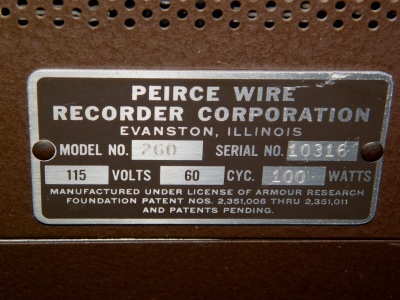 PEIRCE WIRE
RECORDER CORPORATION
EVANSTON, ILLINOIS
MODEL NO. 260 SERIAL NO. 10316
115 VOLTS 60 CYC. 100 WATTS
MANUFACTURED UNDER LICENSE OF ARMOUR RESEARCH
FOUNDATION PATENT NOS. 2,351,006 THRU 2,351,011
AND PATENTS PENDING.